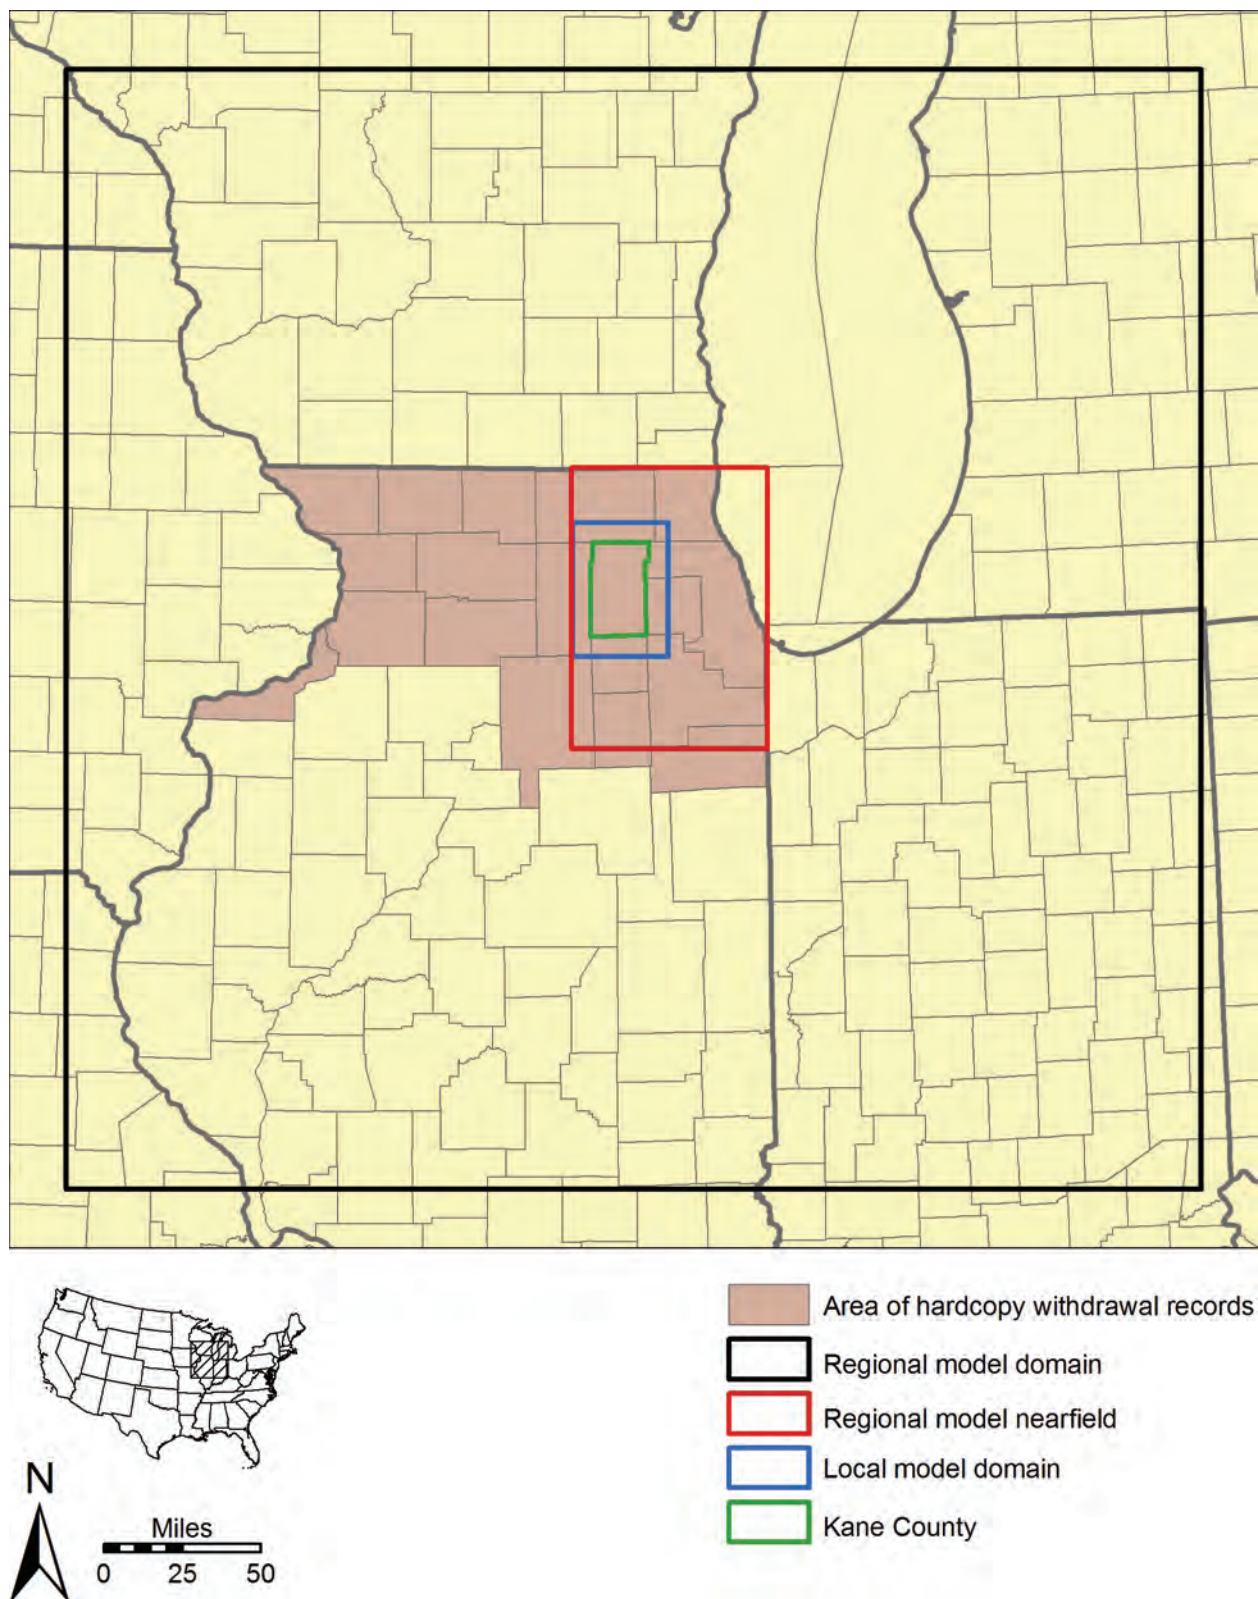 Area of hardcopy withdrawal records
Regional model domain
Regional model nearfield
Local model domain
Kane County
N
Miles
0 25 50